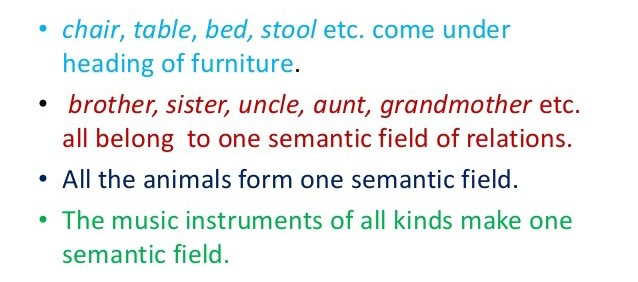 • chair, table, bed, stool etc. come under
heading of furniture.
• brother, sister, uncle, aunt, grandmother etc.
all belong to one semantic field of relations.
• All the animals form one semantic field.
• The music instruments of all kinds make one
semantic field.